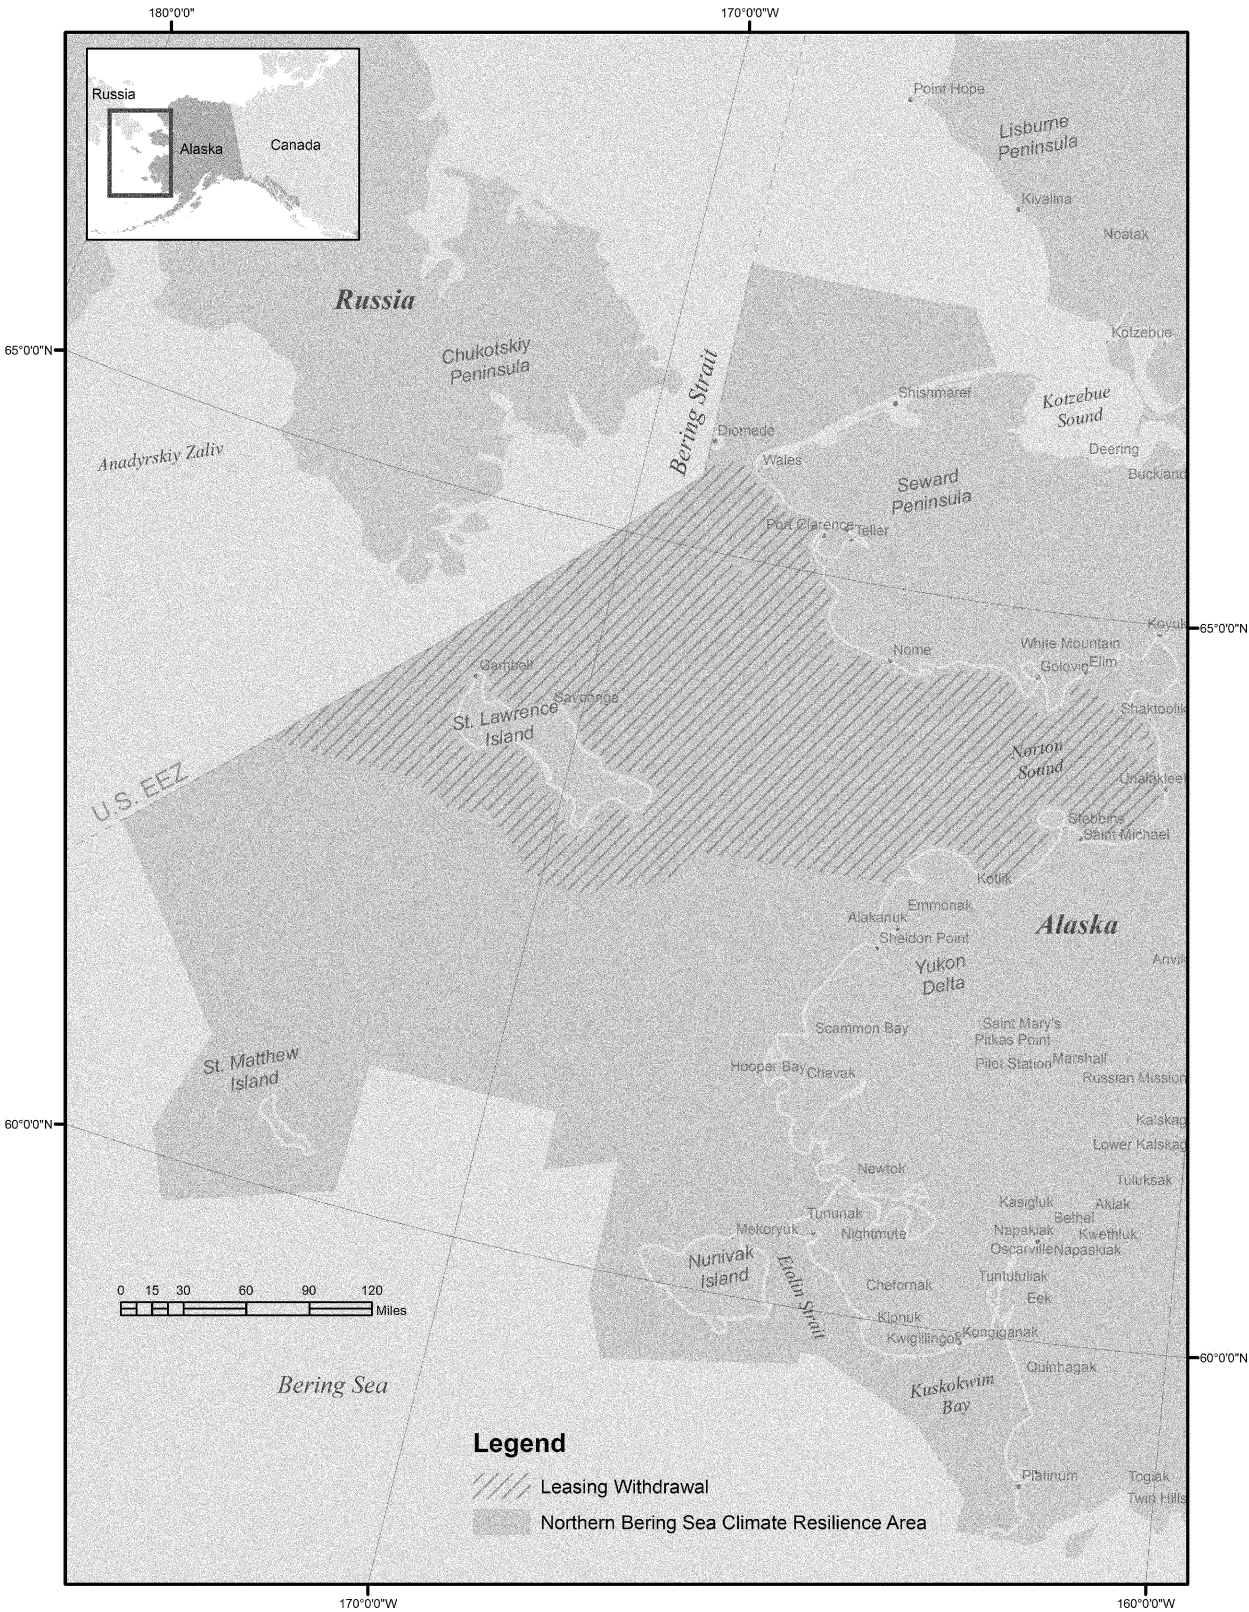 180°0'0"
170°0'0"W
Russia
Alaska
Canada
Point Hope
Lisburne
Peninsula
Kivalina
Noatak
Russia
Kotzebue
65°0'0"N
Chukotskiy
Peninsula
Bering Strait
Shishmaref
Kotzebue
Sound
Diomede
Anadyrskiy Zaliv
Wales
Deering
Buckland
Seward
Peninsula
Port Clarence
Teller
65°0'0"N
Koyuk
White Mountain
Nome
Golovin
Elim
Gambell
Savoonga
St. Lawrence
Island
Shaktoolik
Norton
Sound
Unalakleet
U.S. EEZ
Stebbins
Saint Michael
Kotlik
Emmonak
Alakanuk
Alaska
Sheldon Point
Yukon
Delta
Anvik
Scammon Bay
Saint Mary's
Pitkas Point
St. Matthew
Island
Hooper Bay
Chevak
Pilot Station
Marshall
Russian Mission
60°0'0"N
Kalskag
Lower Kalskag
Newtok
Tuluksak
Kasigluk
Akiak
Tununak
Bethel
Mekoryuk
Nightmute
Napakiak
Kwethluk
Oscarville
Napaskiak
Nunivak
Island
Etolin Strait
Chefornak
Tuntutuliak
Eek
0 15 30 60 90 120
Miles
Kipnuk
Kwigillingok
Kongiganak
60°0'0"N
Quinhagak
Bering Sea
Kuskokwim
Bay
Legend
Platinum
Togiak
Leasing Withdrawal
Twin Hills
Northern Bering Sea Climate Resilience Area
170°0'0"W
160°0'0"W